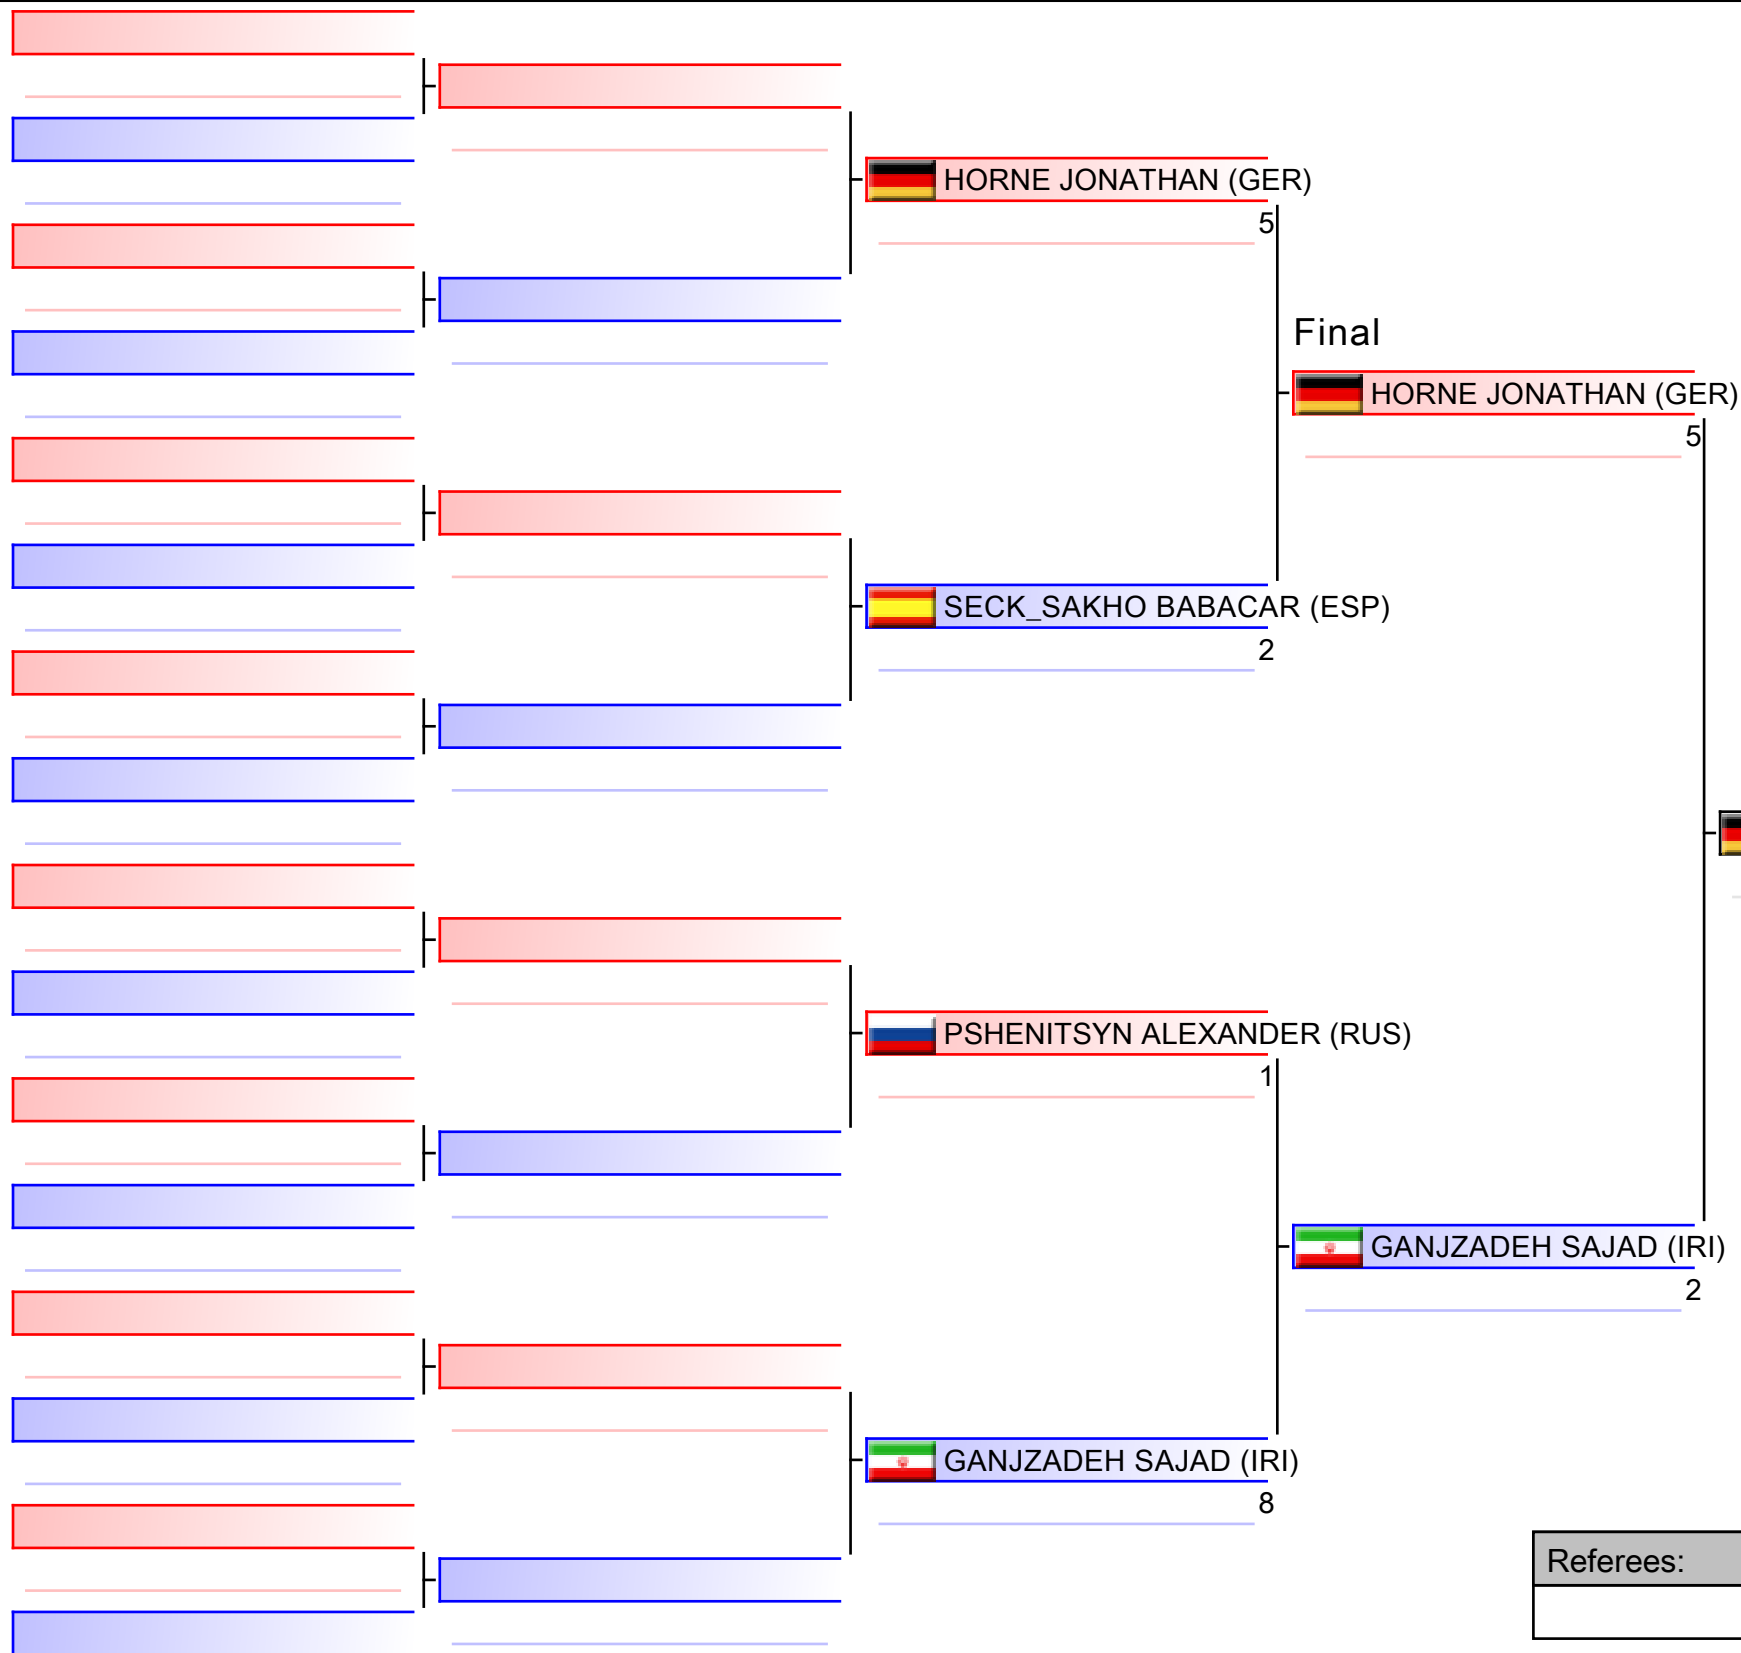 HORNE JONATHAN (GER)
5
Final
HORNE JONATHAN (GER)
5
SECK_SAKHO BABACAR (ESP)
2
PSHENITSYN ALEXANDER (RUS)
1
GANJZADEH SAJAD (IRI)
2
GANJZADEH SAJAD (IRI)
8
Referees: